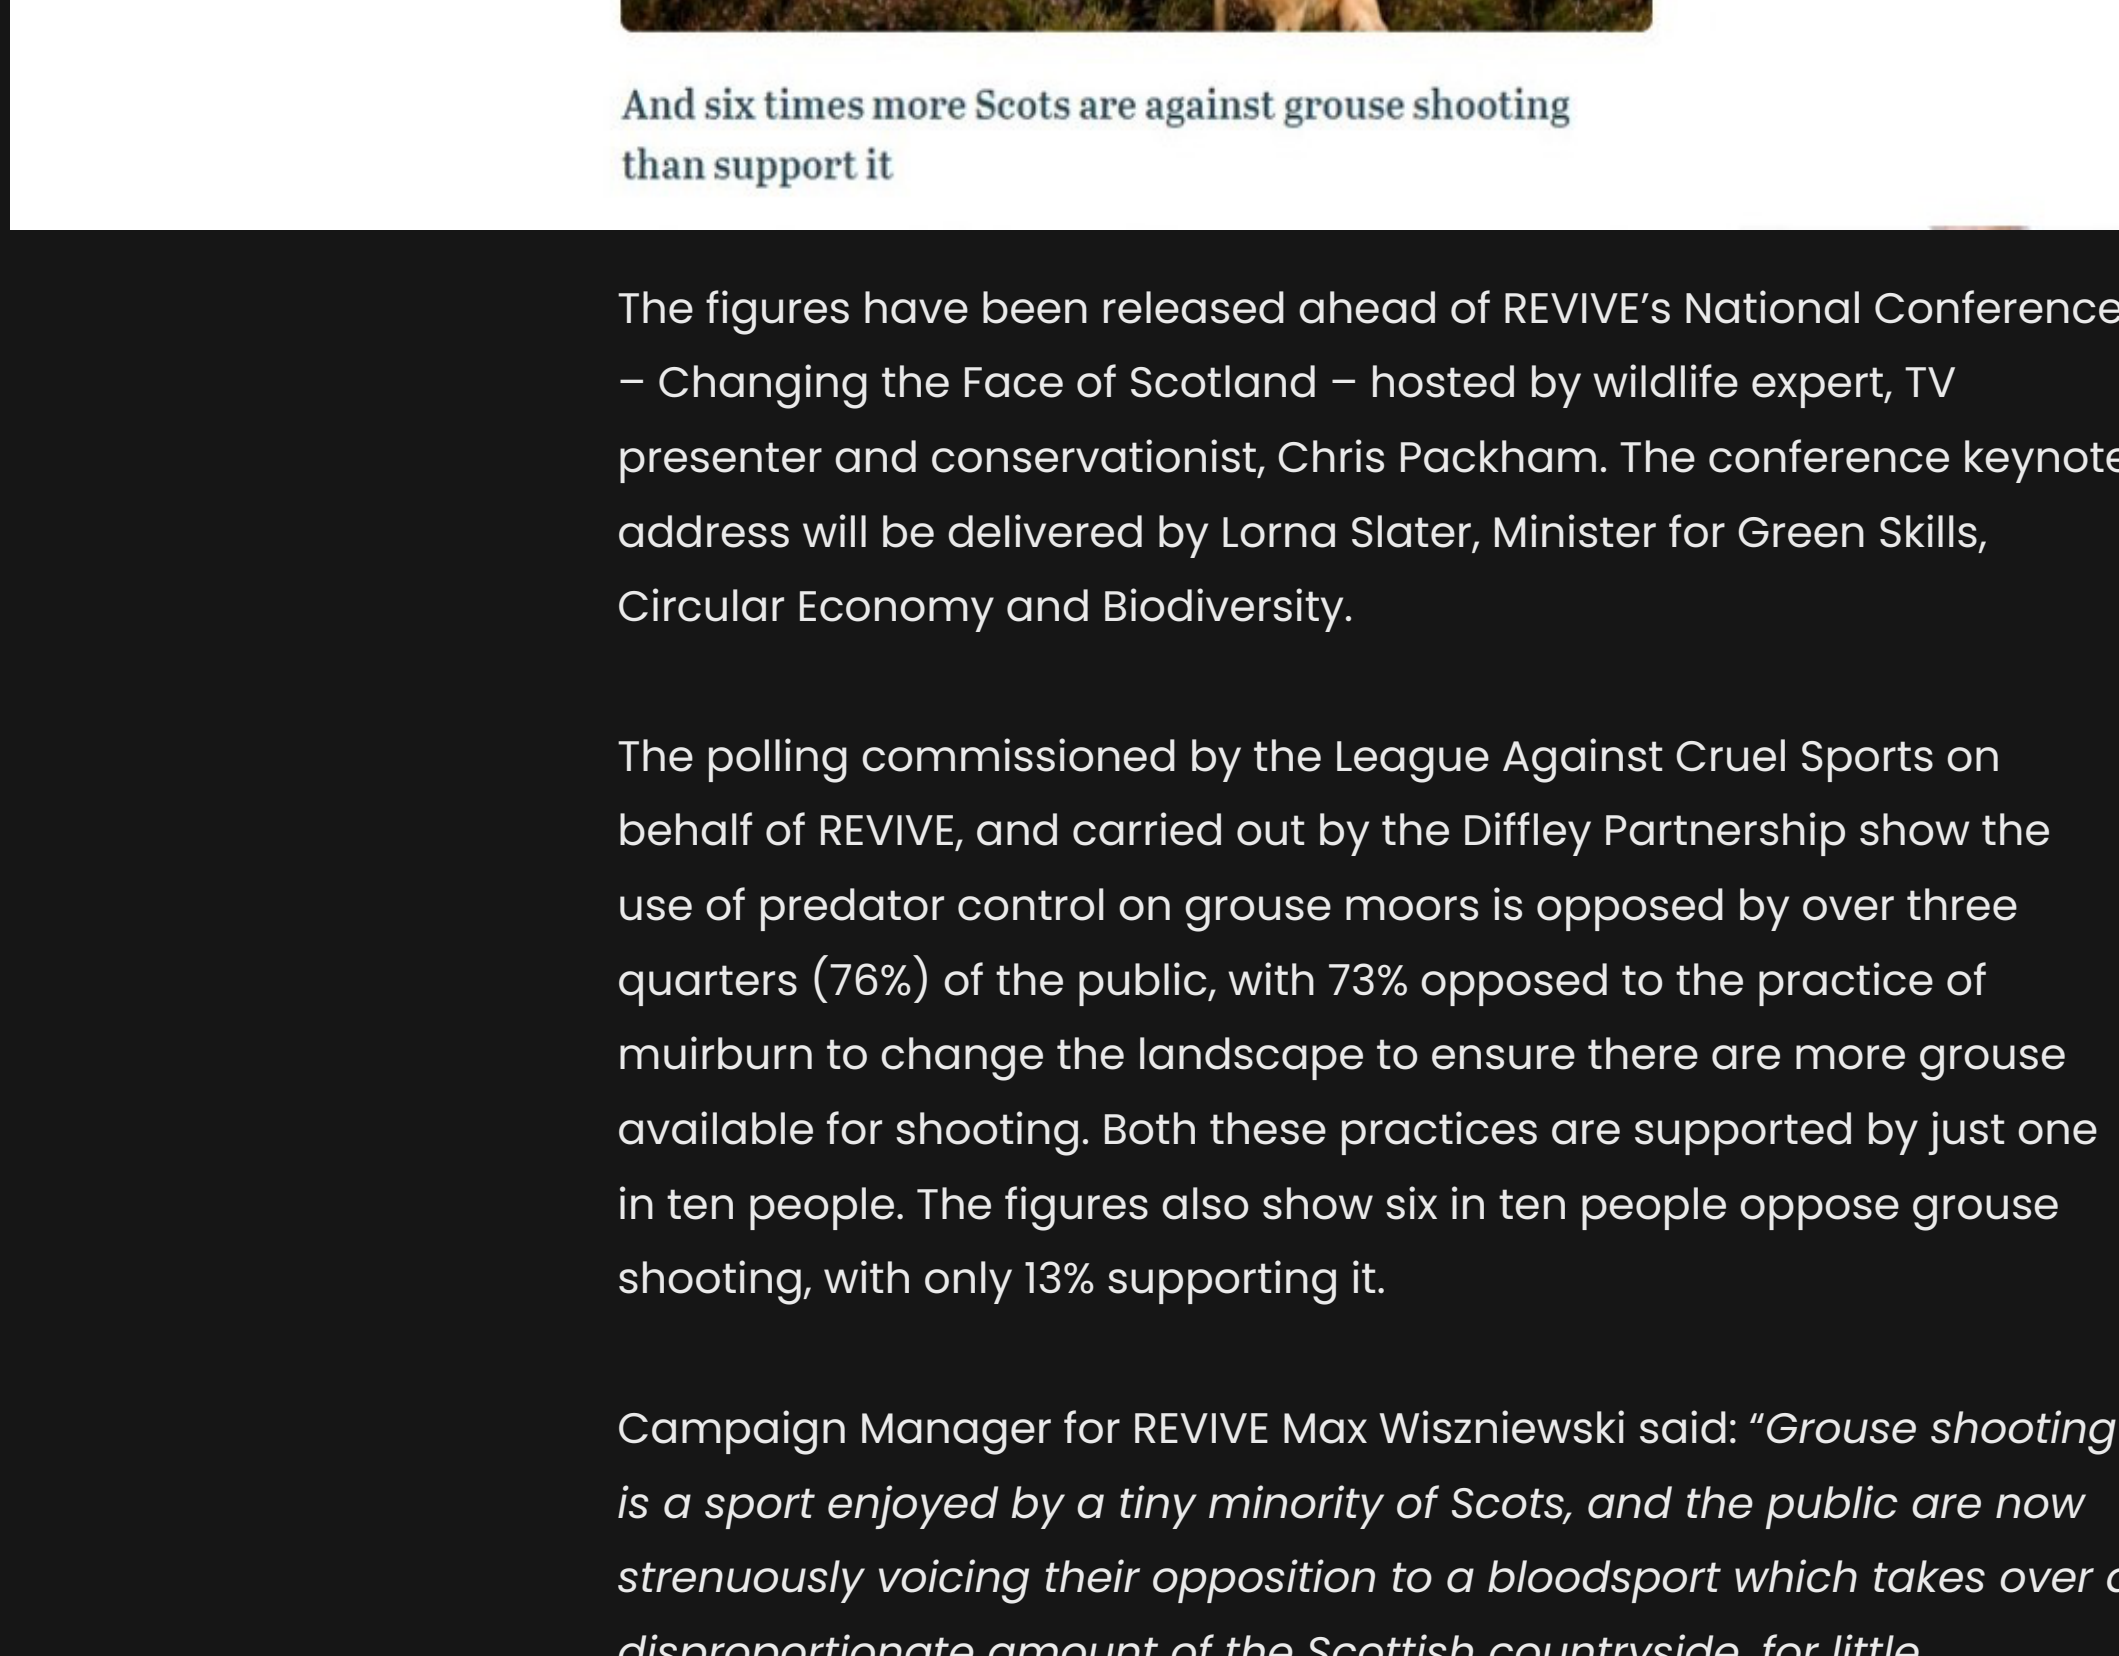 And six times more Scots are against grouse shooting
than support it
The figures have been released ahead of REVIVE’s National Conference
– Changing the Face of Scotland – hosted by wildlife expert, TV
presenter and conservationist, Chris Packham. The conference keynote
address will be delivered by Lorna Slater, Minister for Green Skills,
Circular Economy and Biodiversity.
The polling commissioned by the League Against Cruel Sports on
behalf of REVIVE, and carried out by the Diffley Partnership show the
use of predator control on grouse moors is opposed by over three
quarters (76%) of the public, with 73% opposed to the practice of
muirburn to change the landscape to ensure there are more grouse
available for shooting. Both these practices are supported by just one
in ten people. The figures also show six in ten people oppose grouse
shooting, with only 13% supporting it.
Campaign Manager for REVIVE Max Wiszniewski said: “Grouse shooting
is a sport enjoyed by a tiny minority of Scots, and the public are now
strenuously voicing their opposition to a bloodsport which takes over
disproportionate amount of the Scottish countryside, for little